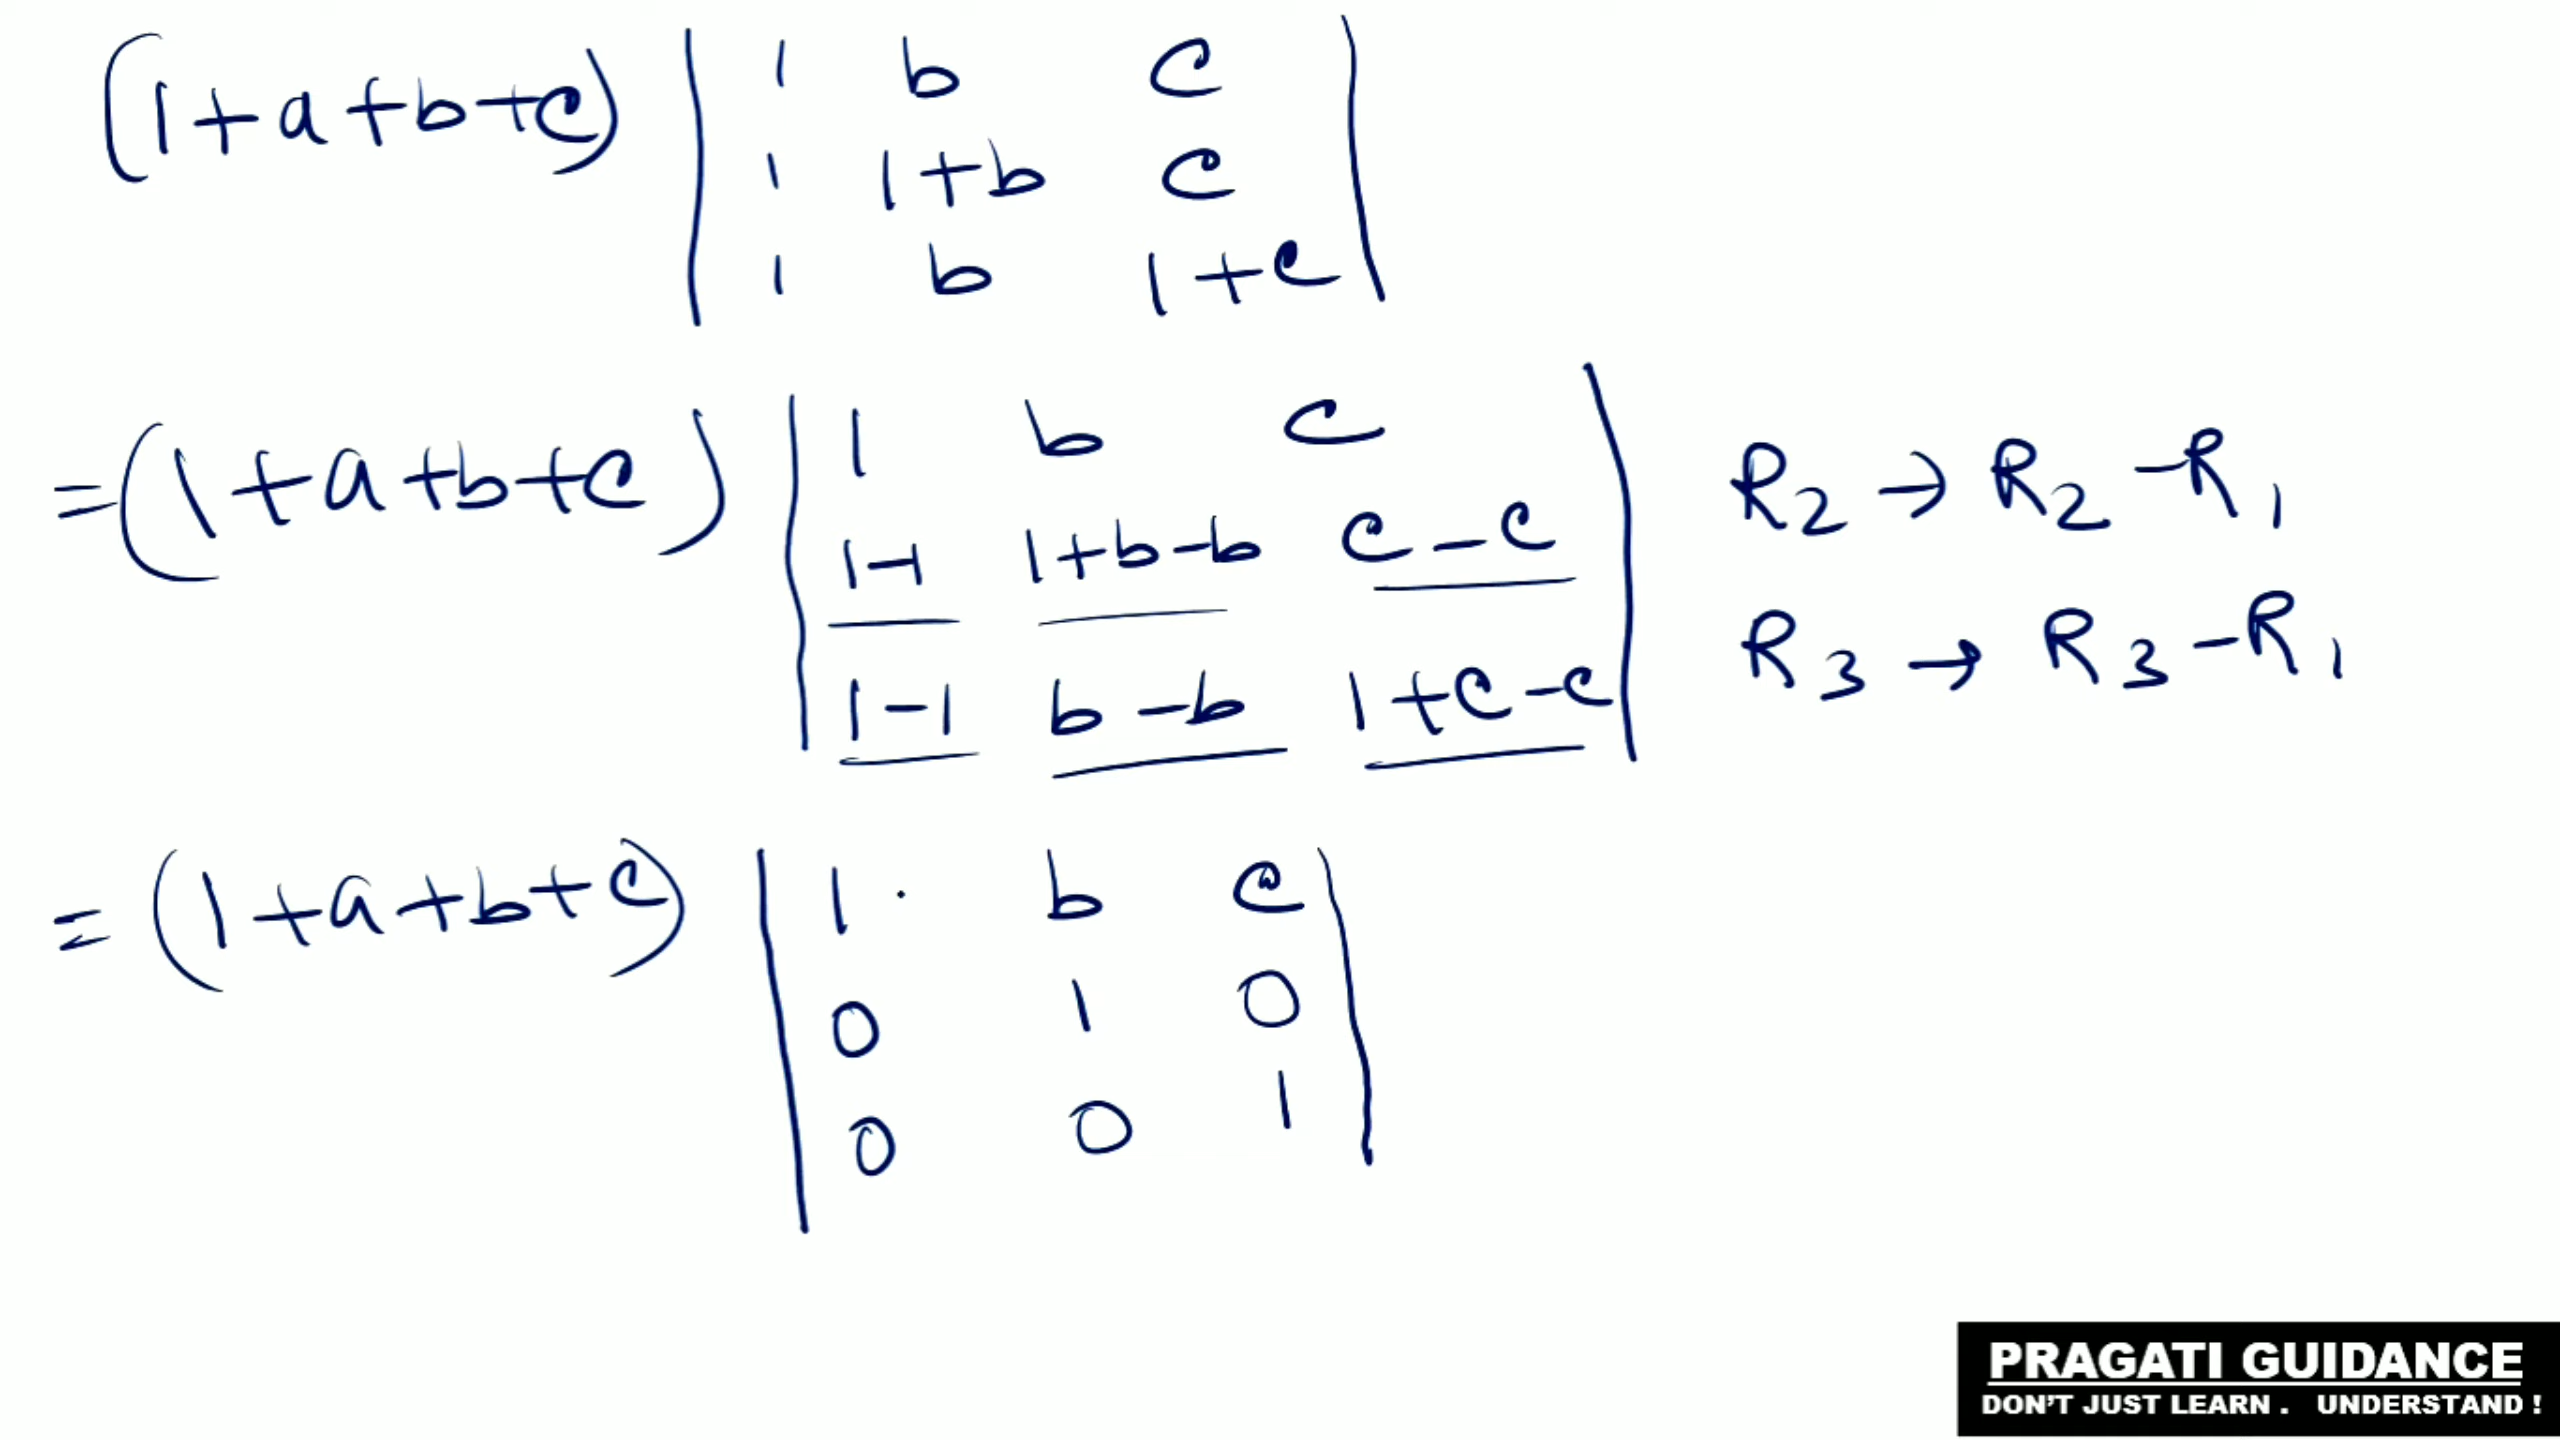 (1+a+b+c) | 1 b c |
| 1 1+b c |
| 1 b 1+c |
=(1+a+b+c) | 1 b c |
| 1-1 1+b-b c-c | R2 → R2 -R1
| 1-1 b-b 1+c-c | R3 → R3 -R1
= (1+a+b+c) | 1 . b c |
| 0 1 0 |
| 0 0 1 |
PRAGATI GUIDANCE
DON'T JUST LEARN . UNDERSTAND !